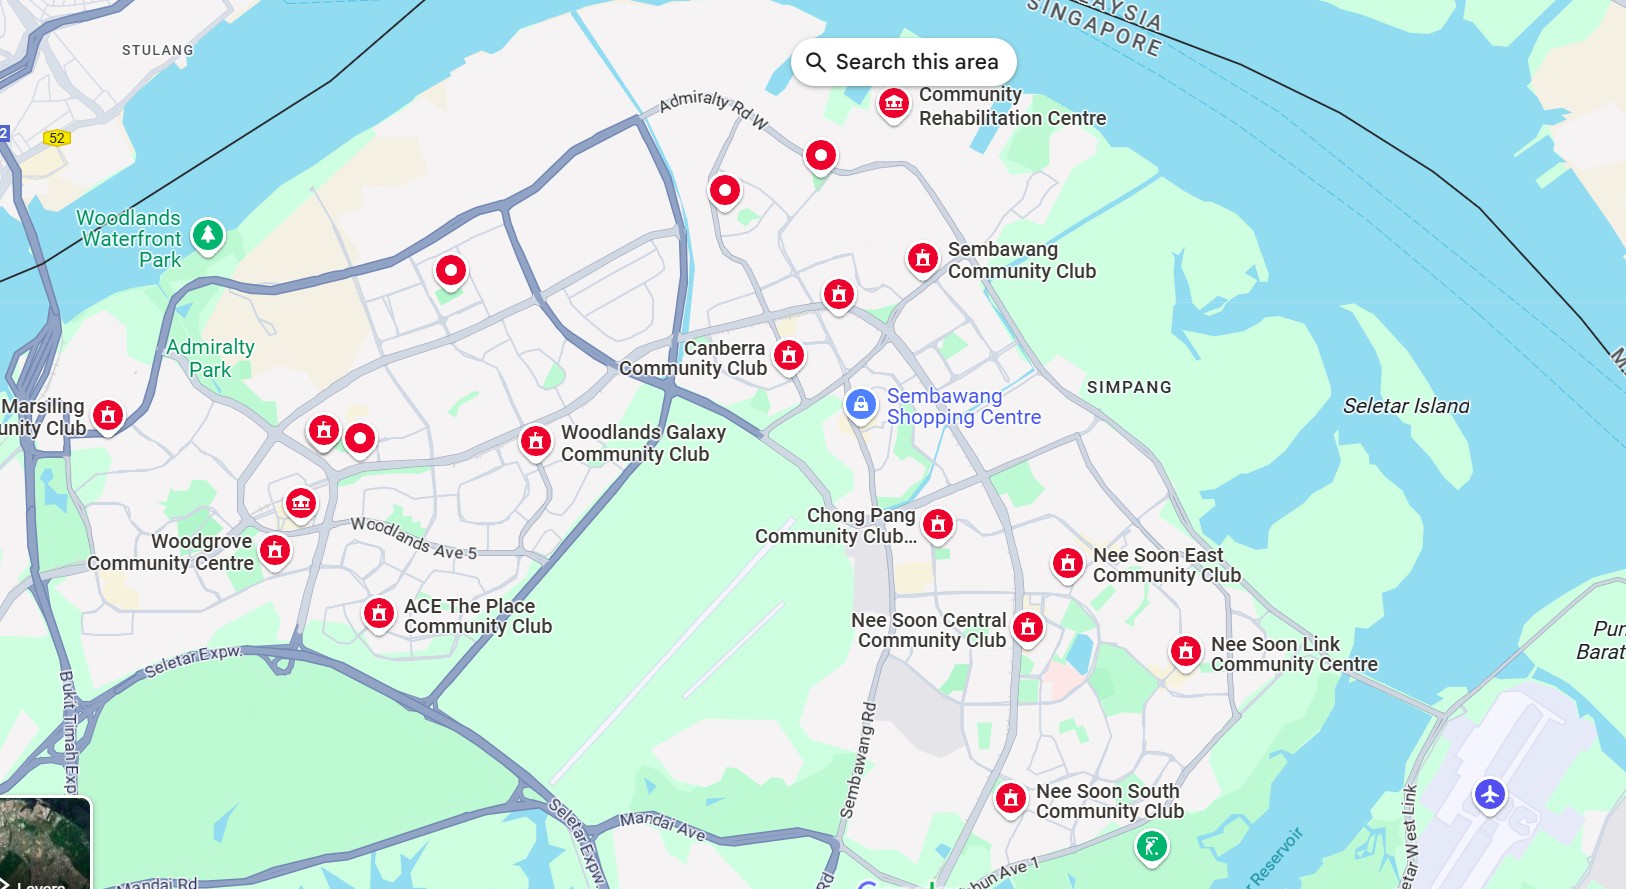 STULANG
52
2
MALAYSIA
SINGAPORE
Search this area
Community
Rehabilitation Centre
Admiralty Rd W
Woodlands
Waterfront
Park
Sembawang
Community Club
Admiralty
Park
Canberra
Community Club
Sembawang
Shopping Centre
SIMPANG
Seletar Island
Marsiling
unity Club
Woodlands Galaxy
Community Club
Chong Pang
Community Club...
Woodlands Ave 5
Woodgrove
Community Centre
Nee Soon East
Community Club
ACE The Place
Community Club
Nee Soon Central
Community Club
Nee Soon Link
Community Centre
Pun
Barat
Seletar Expw.
Bukit Timah Exp
Sembawang Rd
Nee Soon South
Community Club
Seletar Expw.
Mandai Ave
etar West Link
r Reservoir
hun Ave 1
Mandai Rd
Rd
Layers